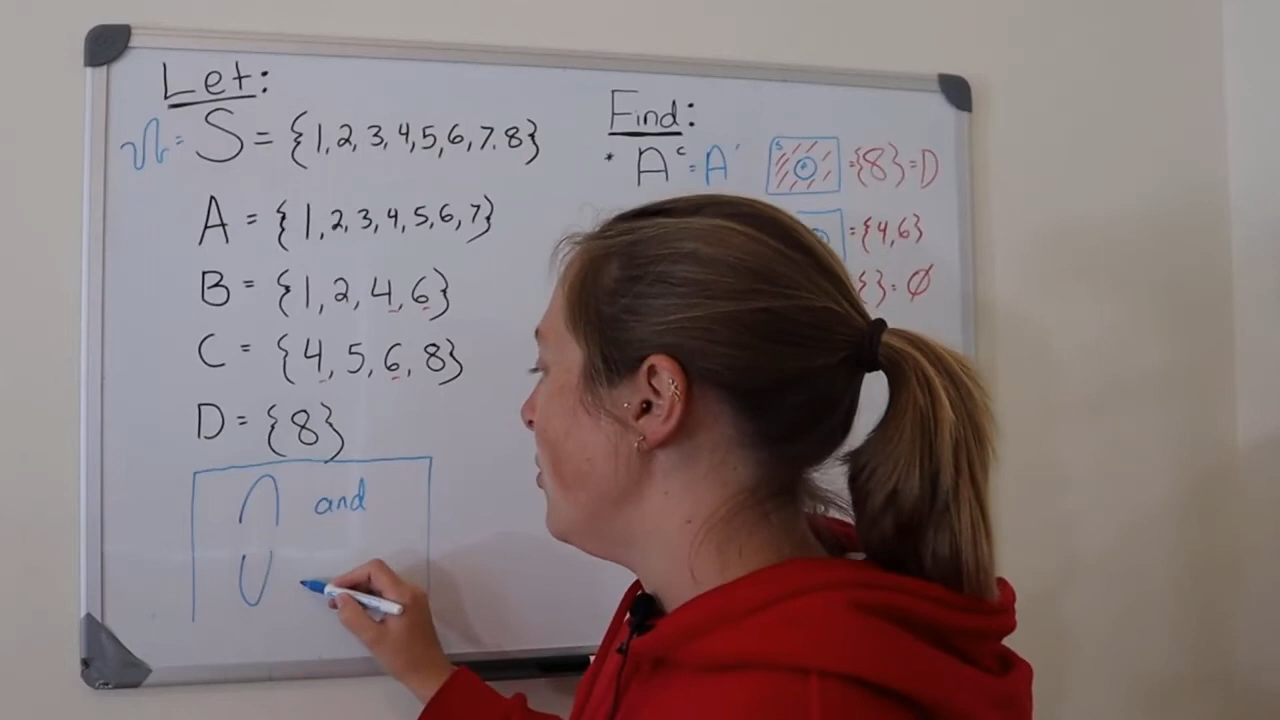 Let:
Ω = S = {1, 2, 3, 4, 5, 6, 7. 8}
A = {1, 2, 3, 4, 5, 6, 7}
B = {1, 2, 4, 6}
C = {4, 5, 6, 8}
D = {8}
∩ and
∪
Find:
* Aᶜ = A′ S A = {8} = D
= {4, 6}
{ } = ∅